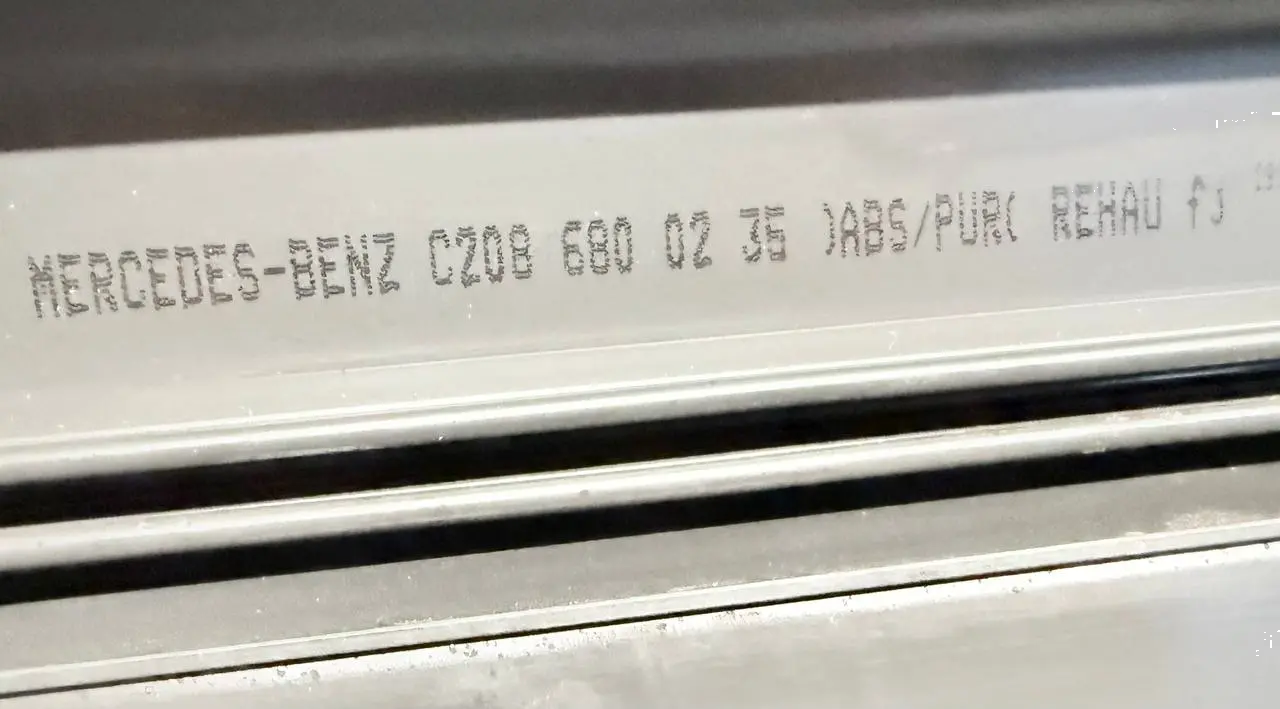 MERCEDES-BENZ C208 680 02 35 >ABS/PUR< REHAU